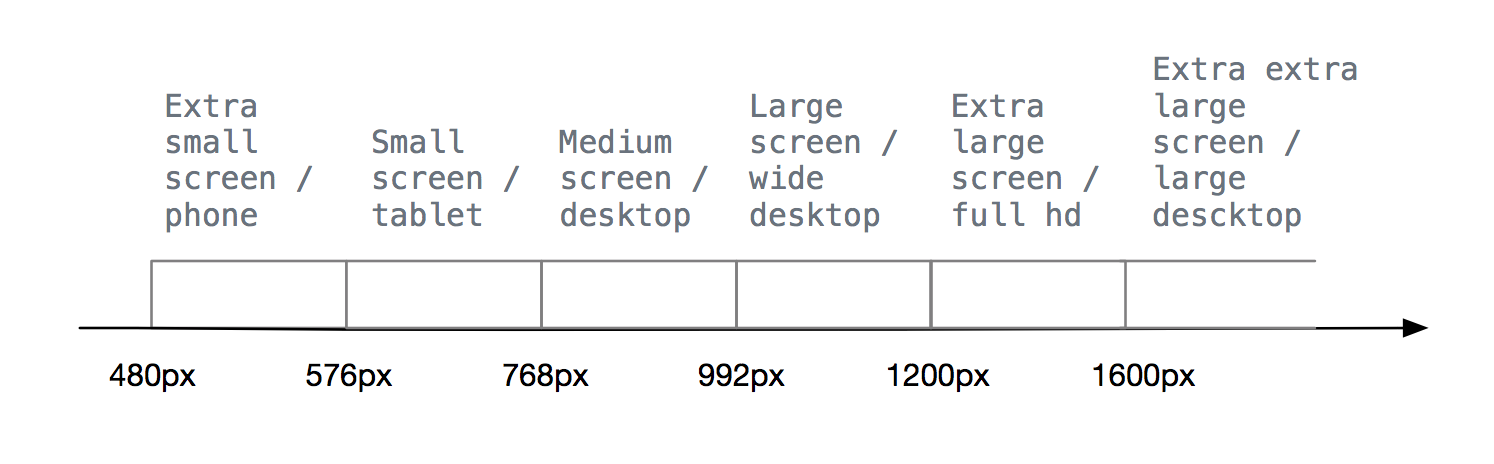 Extra
small
screen /
phone
Small
screen /
tablet
Medium
screen /
desktop
Large
screen /
wide
desktop
Extra
large
screen /
full hd
Extra extra
large
screen /
large
descktop
480px
576px
768px
992px
1200px
1600px